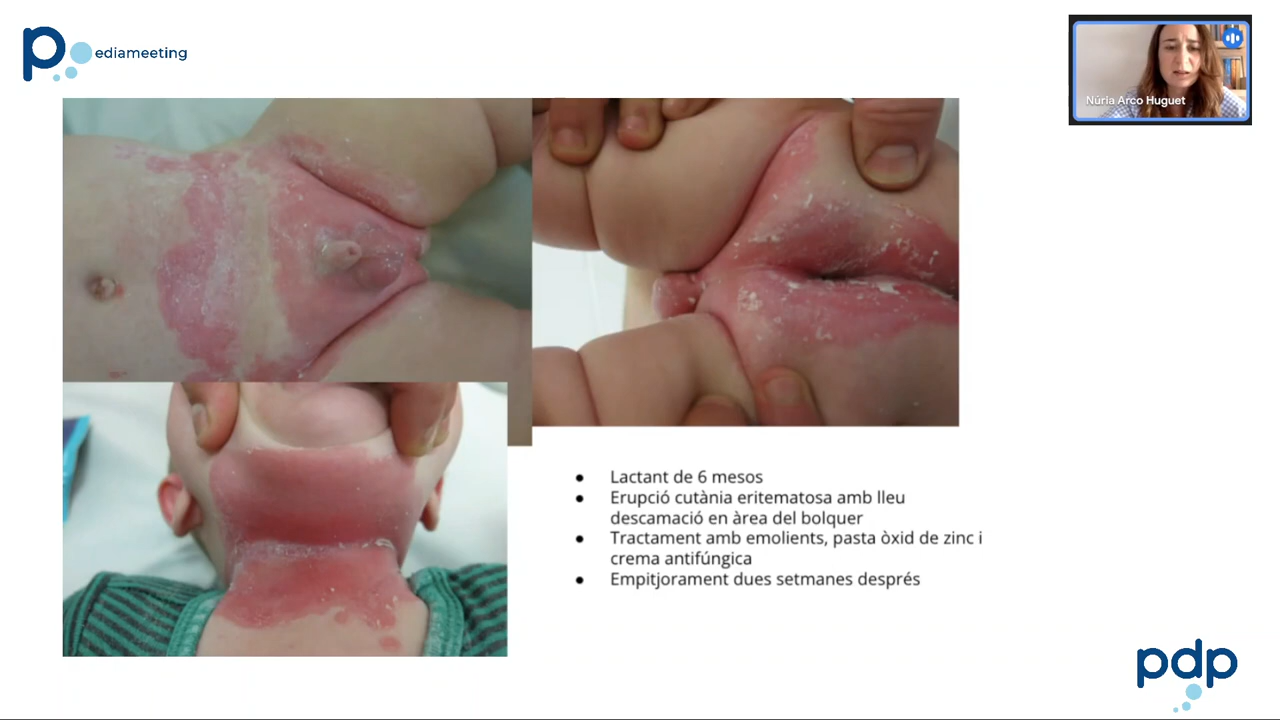 pediameeting
Núria Arco Huguet
Lactant de 6 mesos
Erupció cutània eritematosa amb lleu
descamació en àrea del bolquer
Tractament amb emolients, pasta òxid de zinc i
crema antifúngica
Empitjorament dues setmanes després
pdp